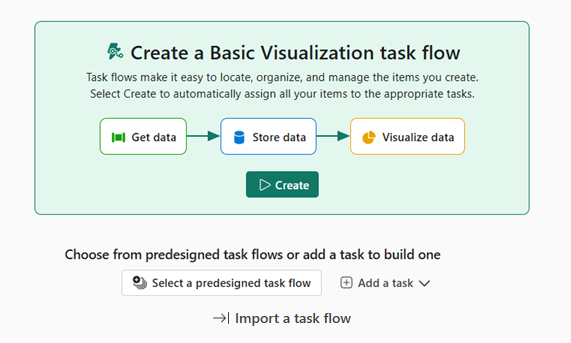 Create a Basic Visualization task flow
Task flows make it easy to locate, organize, and manage the items you create.
Select Create to automatically assign all your items to the appropriate tasks.
Get data
Store data
Visualize data
Create
Choose from predesigned task flows or add a task to build one
Select a predesigned task flow
Add a task
Import a task flow